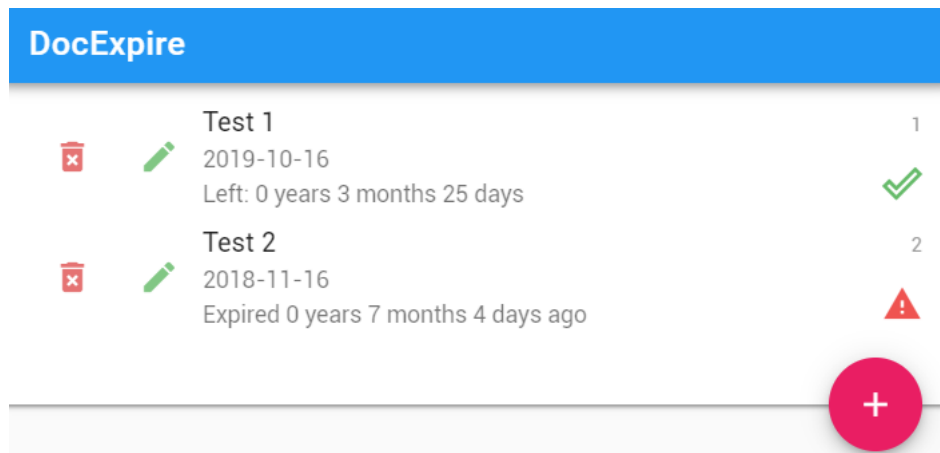 DocExpire
Test 1
1
2019-10-16
Left: 0 years 3 months 25 days
Test 2
2
2018-11-16
Expired 0 years 7 months 4 days ago
+